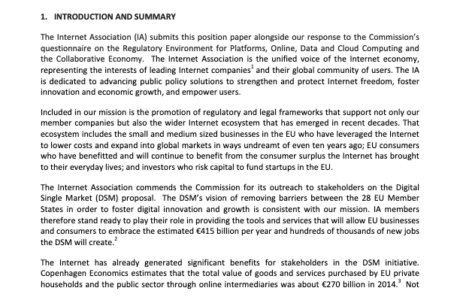 1. INTRODUCTION AND SUMMARY
The Internet Association (IA) submits this position paper alongside our response to the Commission's
questionnaire on the Regulatory Environment for Platforms, Online, Data and Cloud Computing and
the Collaborative Economy. The Internet Association is the unified voice of the Internet economy,
representing the interests of leading Internet companies¹ and their global community of users. The IA
is dedicated to advancing public policy solutions to strengthen and protect Internet freedom, foster
innovation and economic growth, and empower users.
Included in our mission is the promotion of regulatory and legal frameworks that support not only our
member companies but also the wider Internet ecosystem that has emerged in recent decades. That
ecosystem includes the small and medium sized businesses in the EU who have leveraged the Internet
to lower costs and expand into global markets in ways undreamt of even ten years ago; EU consumers
who have benefitted and will continue to benefit from the consumer surplus the Internet has brought
to their everyday lives; and investors who risk capital to fund startups in the EU.
The Internet Association commends the Commission for its outreach to stakeholders on the Digital
Single Market (DSM) proposal. The DSM's vision of removing barriers between the 28 EU Member
States in order to foster digital innovation and growth is consistent with our mission. IA members
therefore stand ready to play their role in providing the tools and services that will allow EU businesses
and consumers to embrace the estimated €415 billion per year and hundreds of thousands of new jobs
the DSM will create.²
The Internet has already generated significant benefits for stakeholders in the DSM initiative.
Copenhagen Economics estimates that the total value of goods and services purchased by EU private
households and the public sector through online intermediaries was about €270 billion in 2014.³ Not